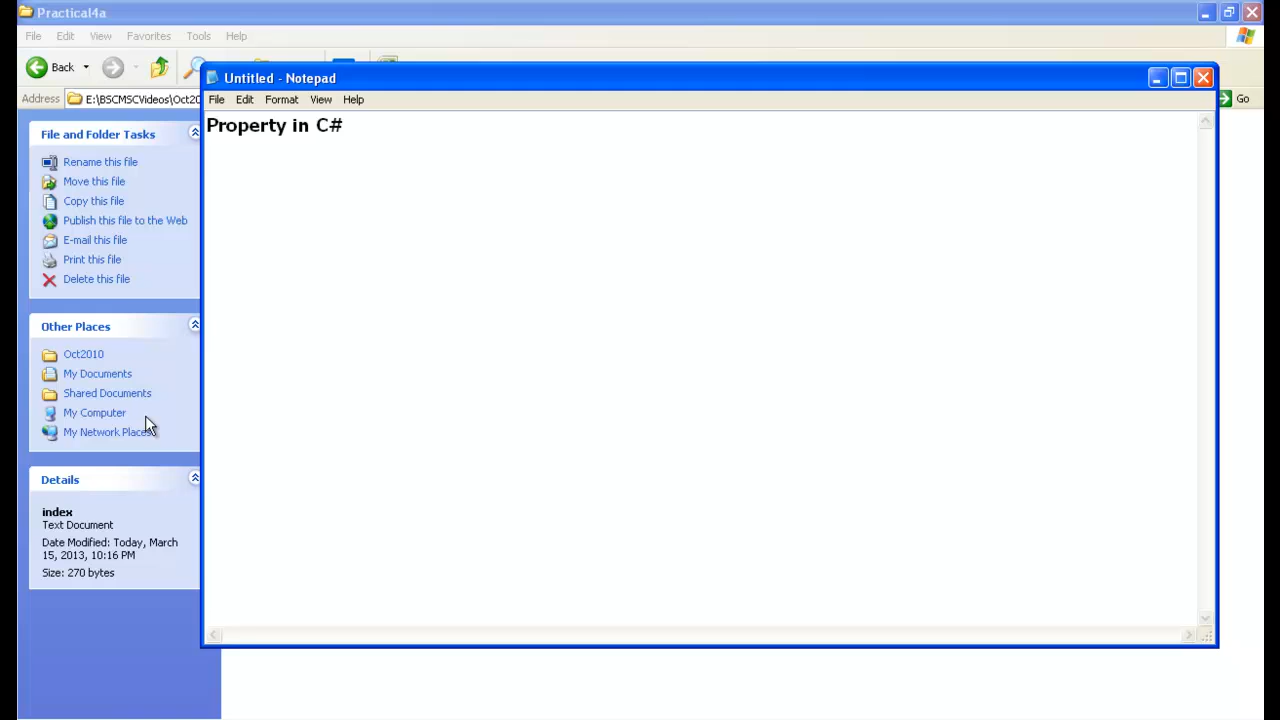 Practical4a
File Edit View Favorites Tools Help
Back
Address E:\BSCMSCVideos\Oct20
Go
Untitled - Notepad
File Edit Format View Help
Property in C#
File and Folder Tasks
Rename this file
Move this file
Copy this file
Publish this file to the Web
E-mail this file
Print this file
Delete this file
Other Places
Oct2010
My Documents
Shared Documents
My Computer
My Network Places
Details
index
Text Document
Date Modified: Today, March
15, 2013, 10:16 PM
Size: 270 bytes